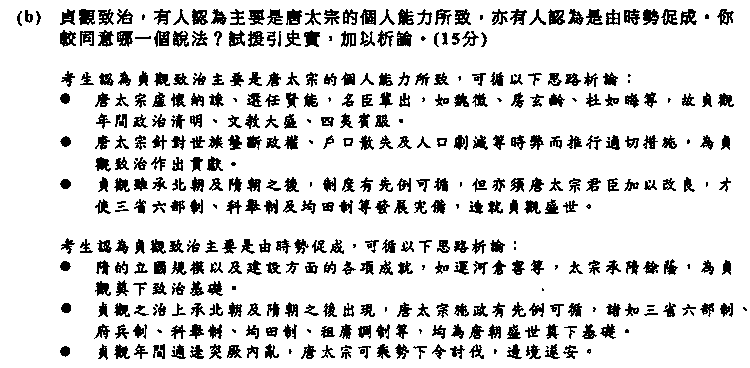 (b) 貞觀致治，有人認為主要是唐太宗的個人能力所致，亦有人認為是由時勢促成。你
較同意哪一個說法？試援引史實，加以析論。(15分)
考生認為貞觀致治主要是唐太宗的個人能力所致，可循以下思路析論：
● 唐太宗虛懷納諫、選任賢能，名臣輩出，如魏徵、房玄齡、杜如晦等，故貞觀
年間政治清明、文教大盛、四夷賓服。
● 唐太宗針對世族壟斷政權、戶口散失及人口劇減等時弊而推行適切措施，為貞
觀致治作出貢獻。
● 貞觀雖承北朝及隋朝之後，制度有先例可循，但亦須唐太宗君臣加以改良，才
使三省六部制、科舉制及均田制等發展完備，造就貞觀盛世。
考生認為貞觀致治主要是由時勢促成，可循以下思路析論：
● 隋的立國規模以及建設方面的各項成就，如運河倉窖等，太宗承隋餘蔭，為貞
觀奠下致治基礎。
● 貞觀之治上承北朝及隋朝之後出現，唐太宗施政有先例可循，諸如三省六部制、
府兵制、科舉制、均田制、租庸調制等，均為唐朝盛世奠下基礎。
● 貞觀年間適逢突厥內亂，唐太宗可乘勢下令討伐，邊境遂安。